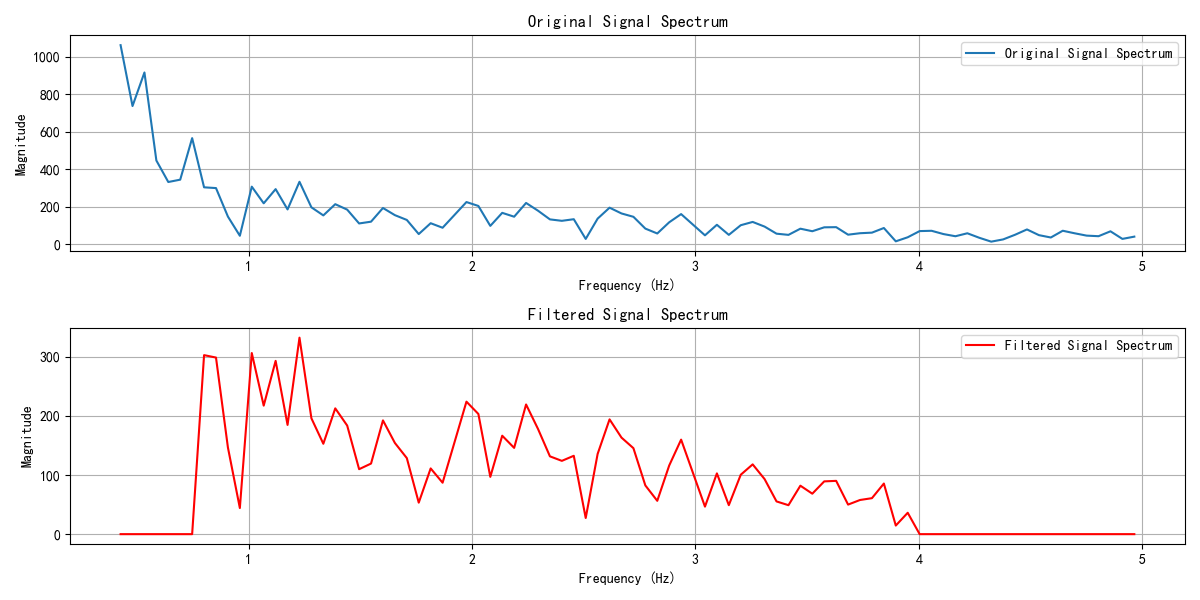 Original Signal Spectrum
Original Signal Spectrum
Magnitude
1000
800
600
400
200
0
1 2 3 4 5
Frequency (Hz)
Filtered Signal Spectrum
Filtered Signal Spectrum
Magnitude
300
200
100
0
1 2 3 4 5
Frequency (Hz)